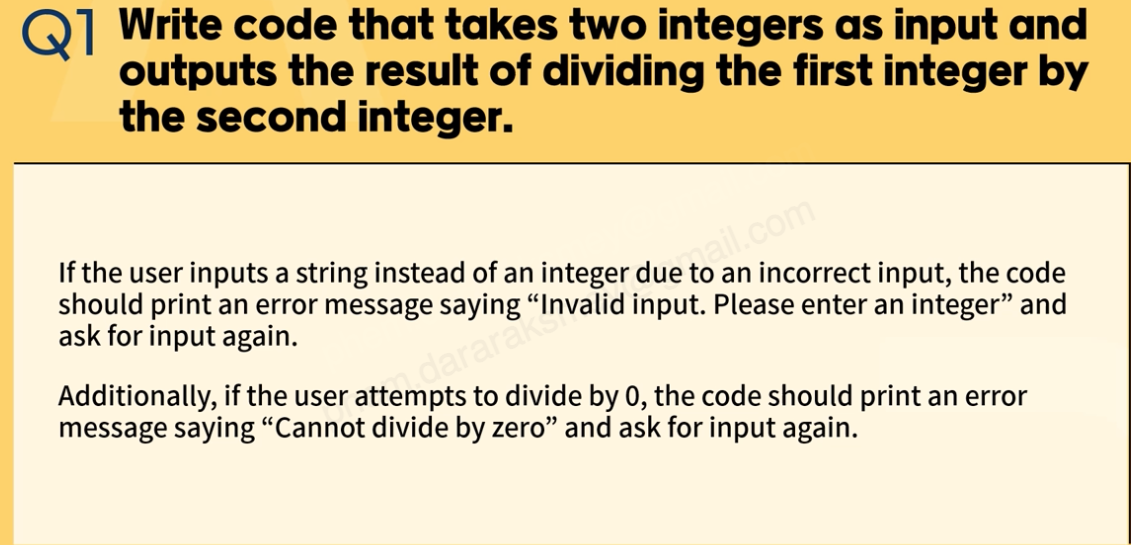 Q1 Write code that takes two integers as input and
outputs the result of dividing the first integer by
the second integer.
If the user inputs a string instead of an integer due to an incorrect input, the code
should print an error message saying “Invalid input. Please enter an integer” and
ask for input again.
Additionally, if the user attempts to divide by 0, the code should print an error
message saying “Cannot divide by zero” and ask for input again.